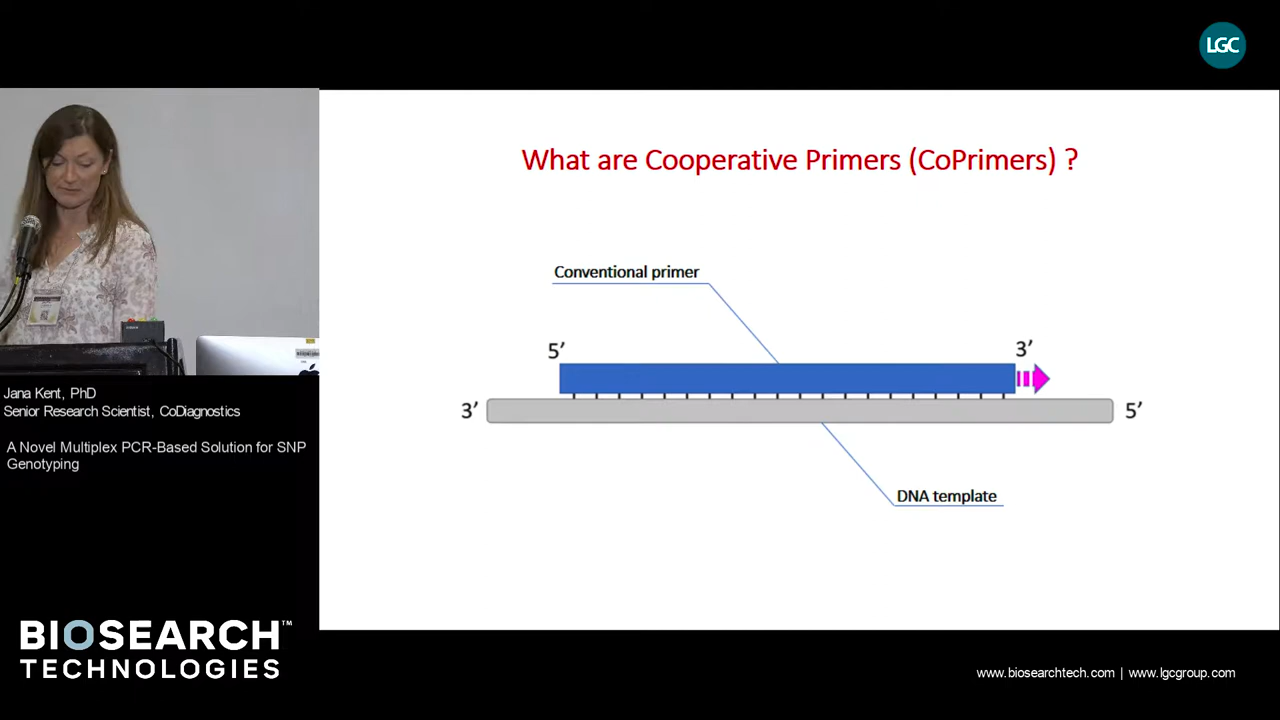 LGC
What are Cooperative Primers (CoPrimers) ?
Conventional primer
5’
3’
3’
5’
DNA template
Jana Kent, PhD
Senior Research Scientist, CoDiagnostics
A Novel Multiplex PCR-Based Solution for SNP
Genotyping
BIOSEARCH™
TECHNOLOGIES
www.biosearchtech.com | www.lgcgroup.com